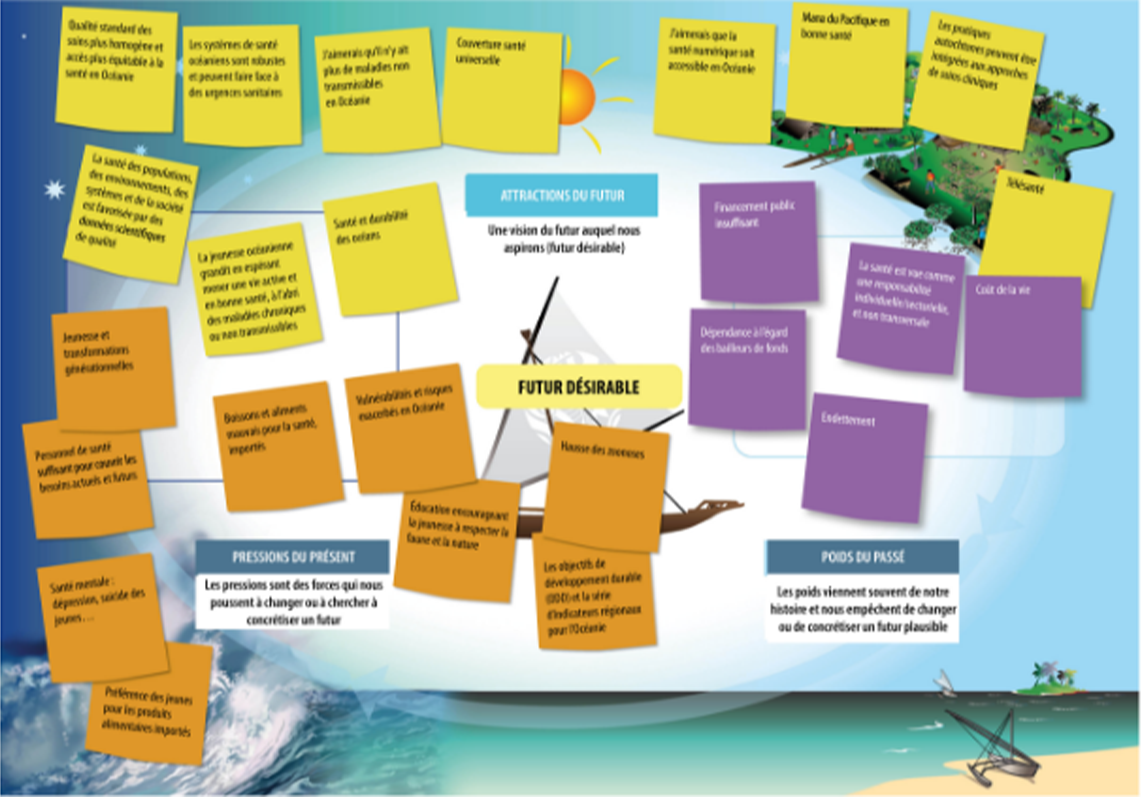 Qualité standard des
soins plus homogène et
accès plus équitable à la
santé en Océanie
Les systèmes de santé
océaniens sont robustes
et peuvent faire face à
des urgences sanitaires
J'aimerais qu'il n'y ait
plus de maladies non
transmissibles
en Océanie
Couverture santé
universelle
J'aimerais que la
santé numérique soit
accessible en Océanie
Mana du Pacifique en
bonne santé
Les pratiques
autochtones peuvent être
intégrées aux approches
de soins cliniques
La santé des populations,
des environnements, des
systèmes et de la société
est favorisée par des
données scientifiques
de qualité
La jeunesse océanienne
grandit en espérant
mener une vie active et
en bonne santé, à l'abri
des maladies chroniques
ou non transmissibles
Santé et durabilité
des océans
Télésanté
ATTRACTIONS DU FUTUR
Une vision du futur auquel nous
aspirons (futur désirable)
Financement public
insuffisant
La santé est vue comme
une responsabilité
individuelle/sectorielle,
et non transversale
Coût de la vie
Dépendance à l'égard
des bailleurs de fonds
Endettement
FUTUR DÉSIRABLE
Jeunesse et
transformations
générationnelles
Personnel de santé
suffisant pour couvrir les
besoins actuels et futurs
Boissons et aliments
mauvais pour la santé,
importés
Vulnérabilités et risques
exacerbés en Océanie
Hausse des zoonoses
Éducation encourageant
la jeunesse à respecter la
faune et la nature
Les objectifs de
développement durable
(ODD) et la série
d'indicateurs régionaux
pour l'Océanie
Santé mentale :
dépression, suicide des
jeunes…
Préférence des jeunes
pour les produits
alimentaires importés
PRESSIONS DU PRÉSENT
Les pressions sont des forces qui nous
poussent à changer ou à chercher à
concrétiser un futur
POIDS DU PASSÉ
Les poids viennent souvent de notre
histoire et nous empêchent de changer
ou de concrétiser un futur plausible